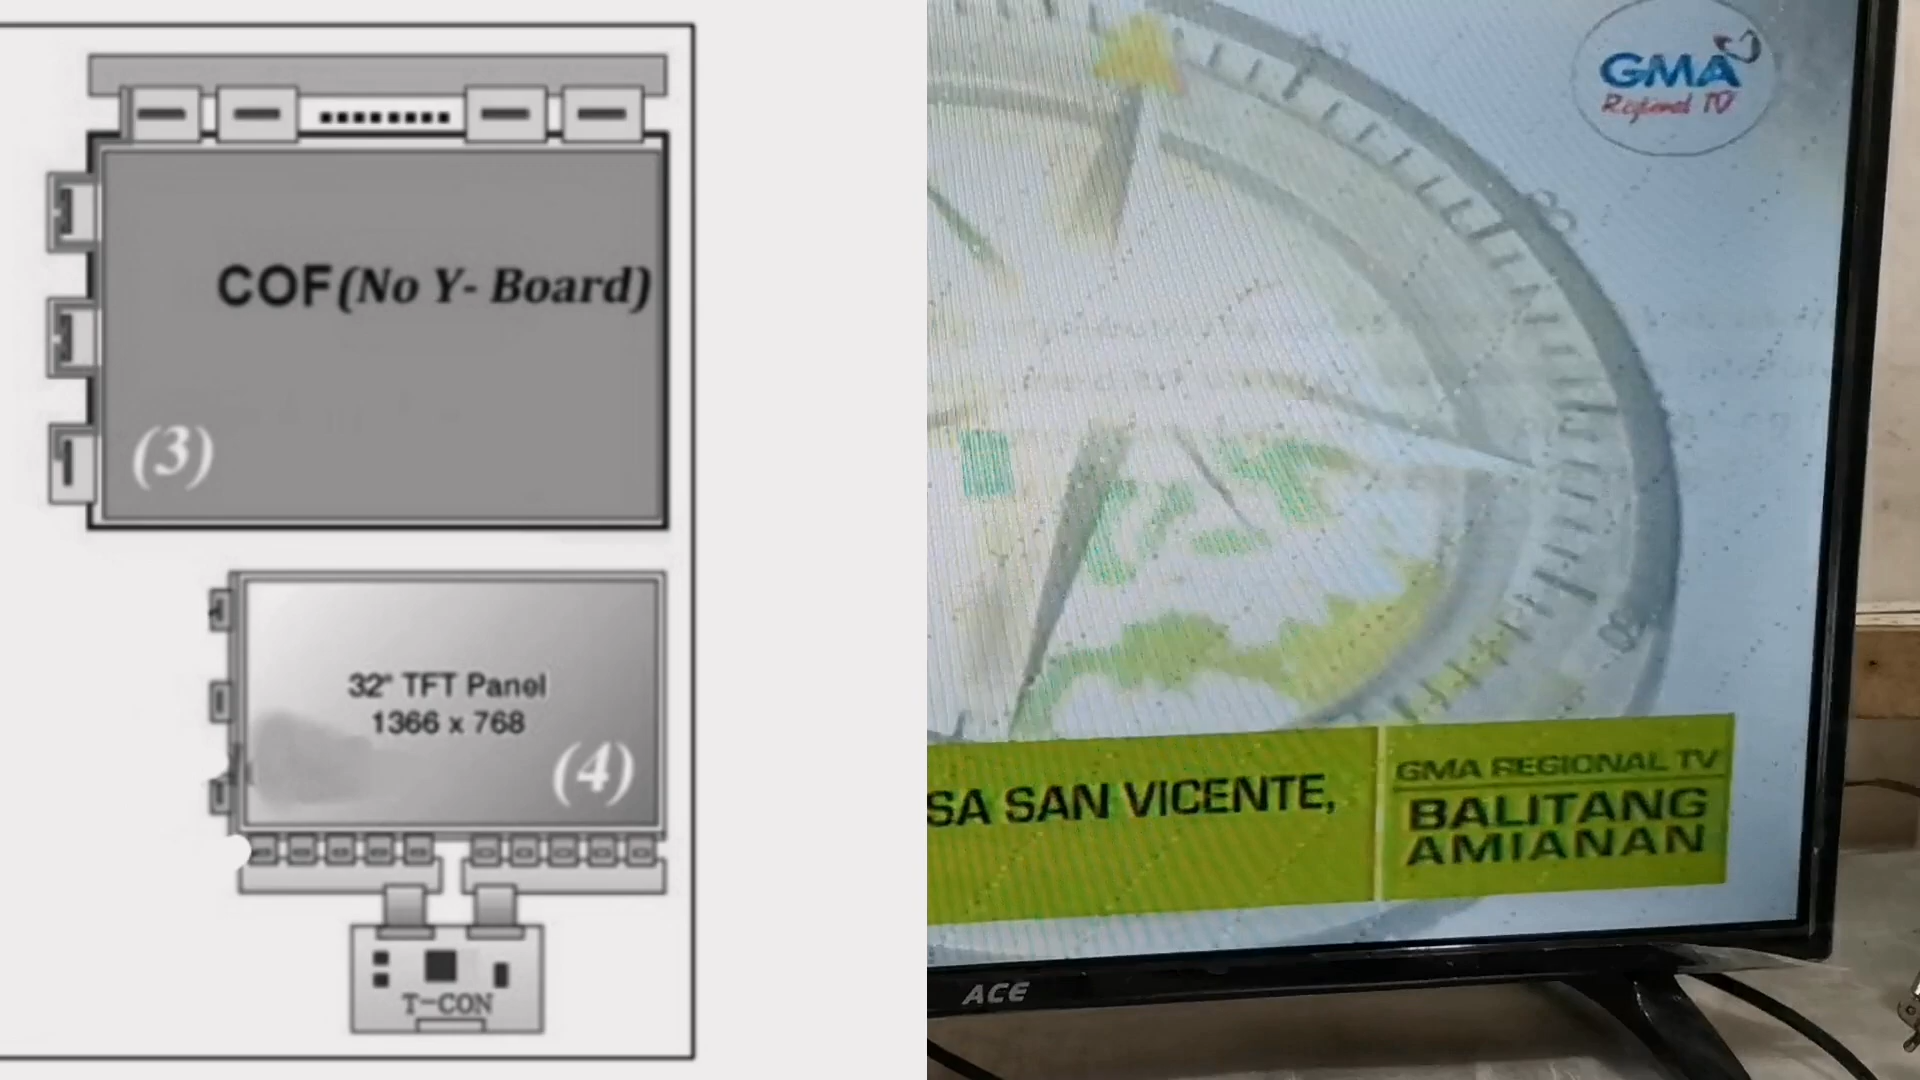 COF(No Y- Board)
(3)
32" TFT Panel
1366 x 768
(4)
T-CON
GMA
Regional TV
SA SAN VICENTE,
GMA REGIONAL TV
BALITANG
AMIANAN
ACE